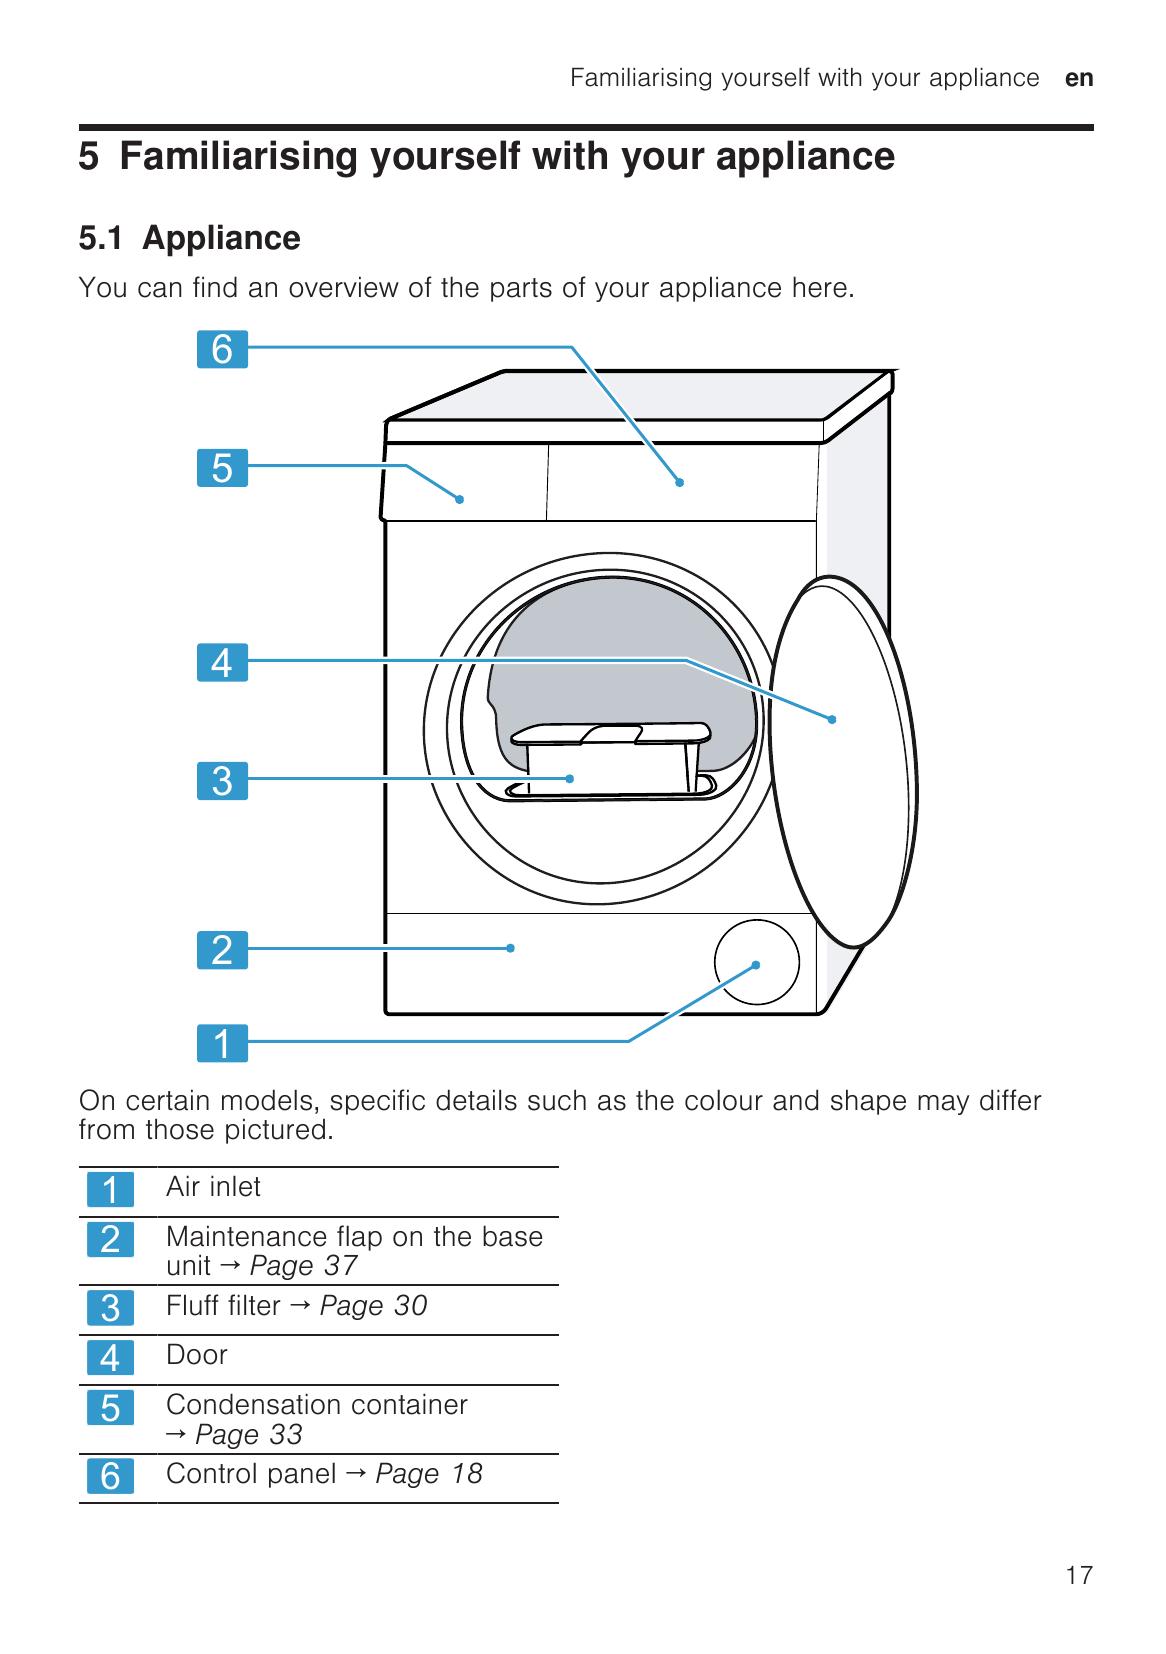 Familiarising yourself with your appliance en
5 Familiarising yourself with your appliance
5.1 Appliance
You can find an overview of the parts of your appliance here.
6
5
4
3
2
1
On certain models, specific details such as the colour and shape may differ
from those pictured.
1 Air inlet
2 Maintenance flap on the base
unit → Page 37
3 Fluff filter → Page 30
4 Door
5 Condensation container
→ Page 33
6 Control panel → Page 18
17